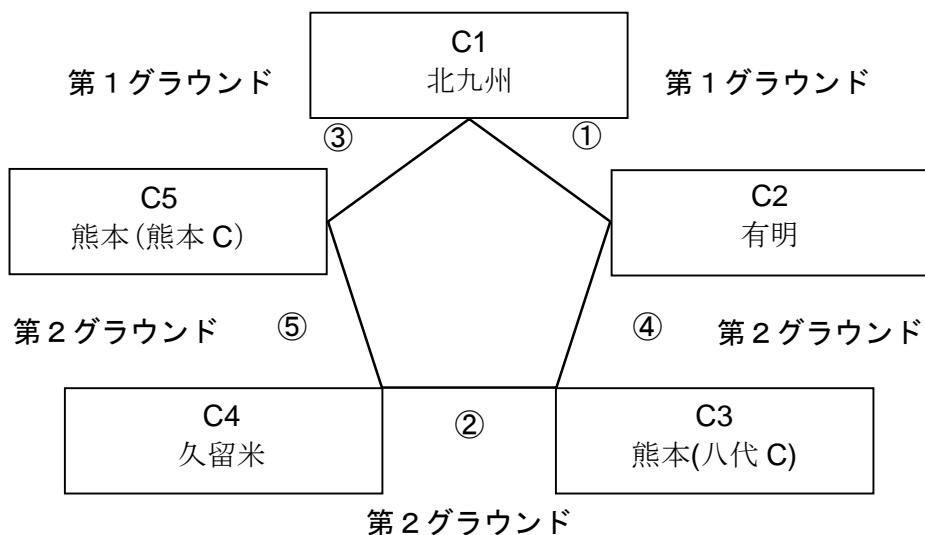 C1
北九州
第1グラウンド
第1グラウンド
③
①
C5
熊本(熊本 C)
C2
有明
第2グラウンド
⑤
④
第2グラウンド
C4
久留米
②
C3
熊本(八代 C)
第2グラウンド